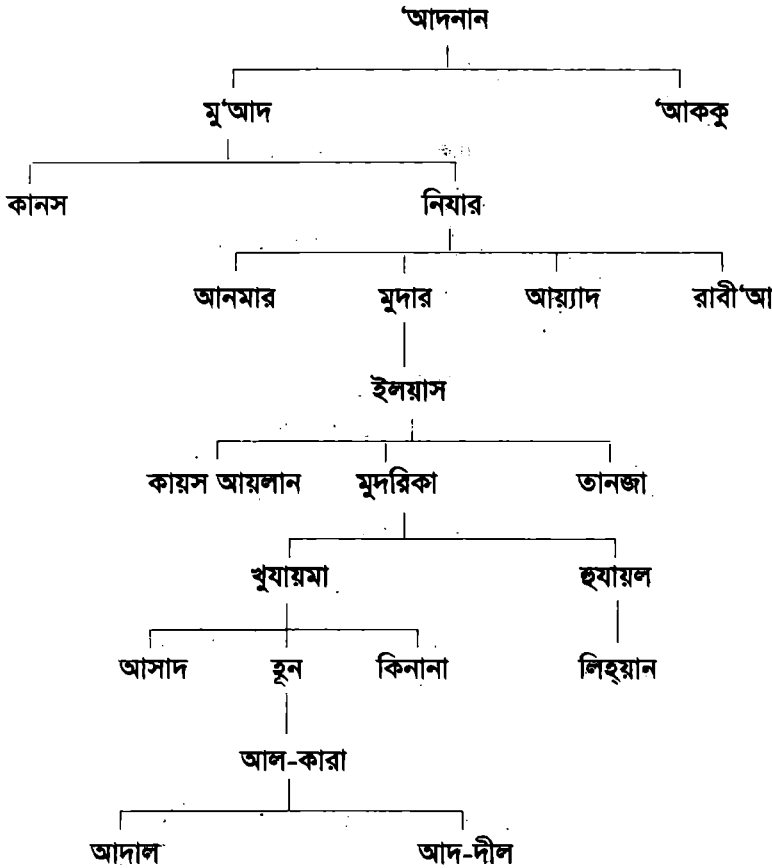 ‘আদনান
মু‘আদ ‘আককু
কানস নিযার
আনমার মুদার আয়্যাদ রাবী‘আ
ইলয়াস
কায়স আয়লান মুদরিকা তানজা
খুযায়মা হুযায়ল
আসাদ হূন কিনানা লিহ্য়ান
আল-কারা
আদাল আদ-দীল